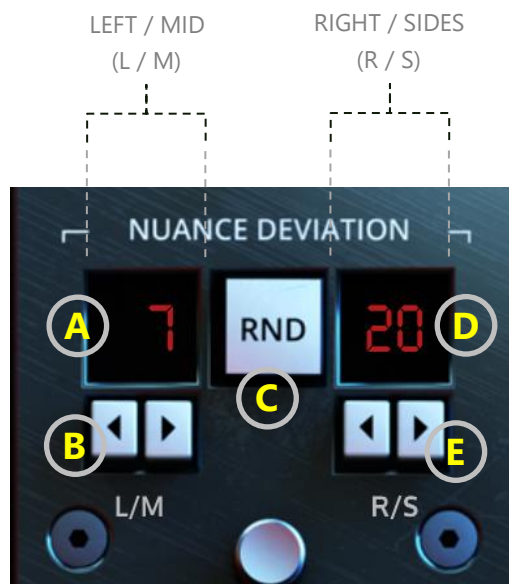 LEFT / MID
(L / M)
RIGHT / SIDES
(R / S)
NUANCE DEVIATION
A
7
RND
20
D
C
B
E
L/M
R/S